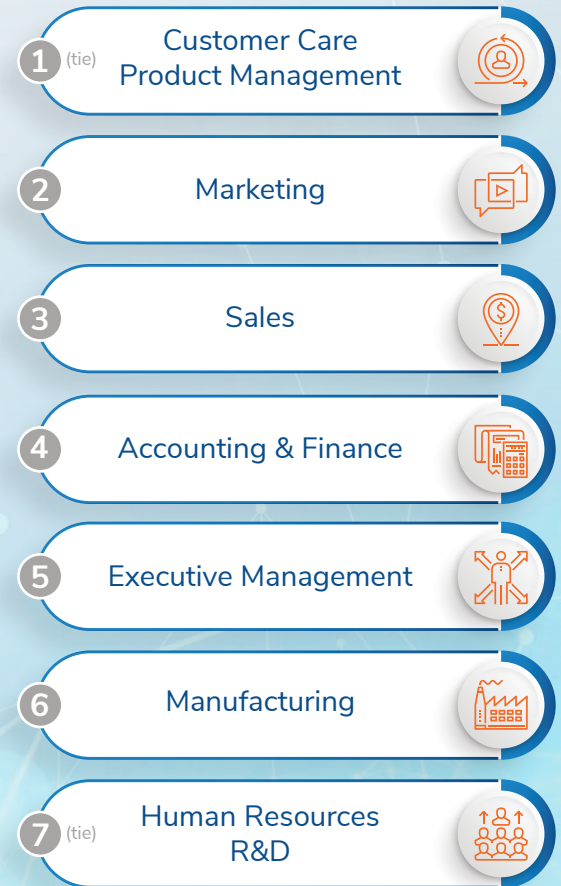 1 (tie) Customer Care
Product Management
2 Marketing
3 Sales
4 Accounting & Finance
5 Executive Management
6 Manufacturing
7 (tie) Human Resources
R&D